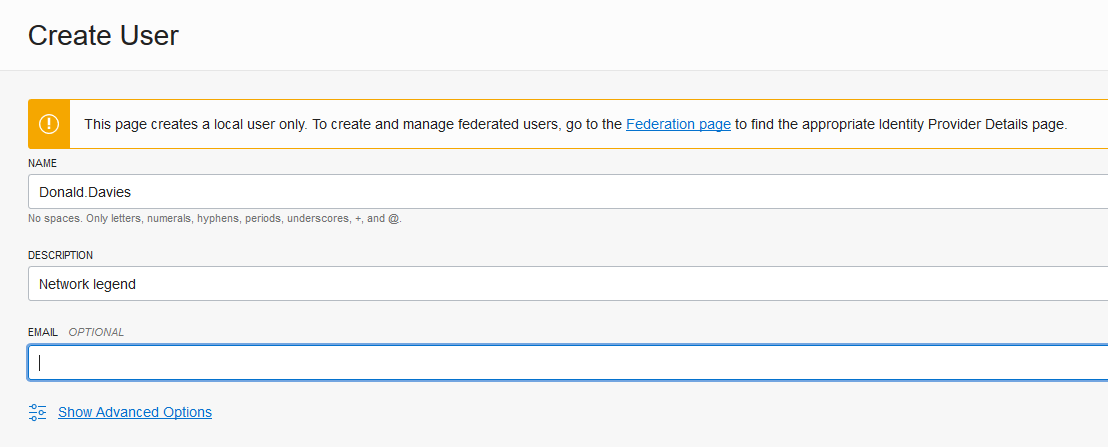 Create User
This page creates a local user only. To create and manage federated users, go to the Federation page to find the appropriate Identity Provider Details page.
NAME
Donald.Davies
No spaces. Only letters, numerals, hyphens, periods, underscores, +, and @.
DESCRIPTION
Network legend
EMAIL OPTIONAL
Show Advanced Options